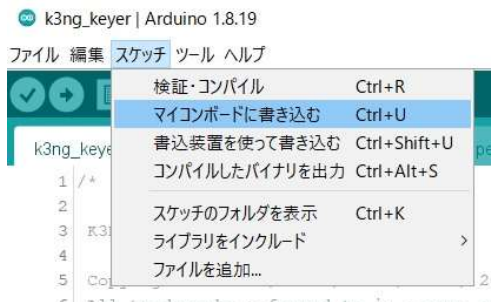 k3ng_keyer | Arduino 1.8.19
ファイル 編集 スケッチ ツール ヘルプ
検証・コンパイル Ctrl+R
マイコンボードに書き込む Ctrl+U
書込装置を使って書き込む Ctrl+Shift+U
コンパイルしたバイナリを出力 Ctrl+Alt+S
スケッチのフォルダを表示 Ctrl+K
ライブラリをインクルード >
ファイルを追加...
k3ng_keye
1 /*
2
3 K3
4
5 Co